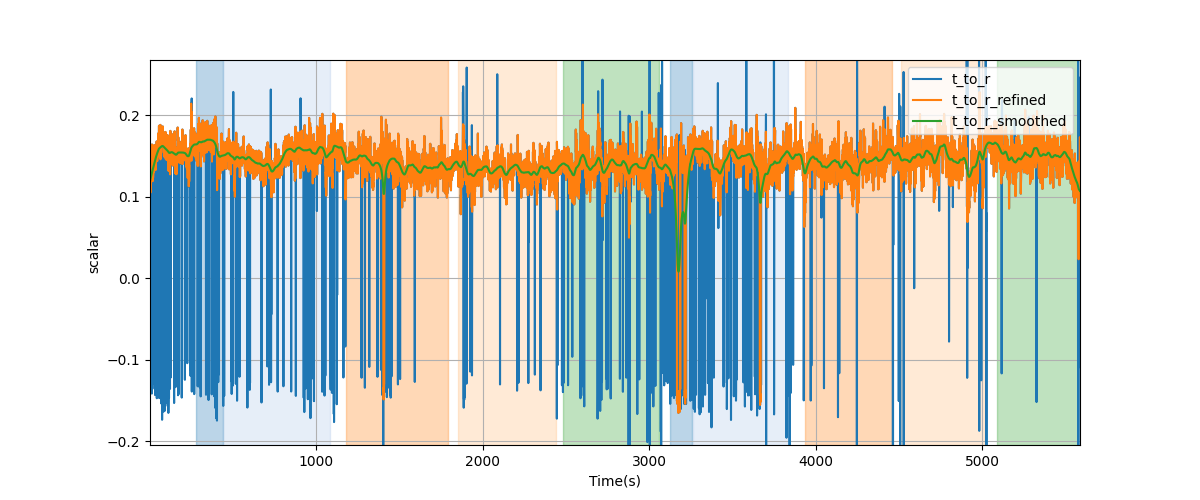 t_to_r
t_to_r_refined
t_to_r_smoothed
scalar
0.2
0.1
0.0
−0.1
−0.2
1000 2000 3000 4000 5000
Time(s)